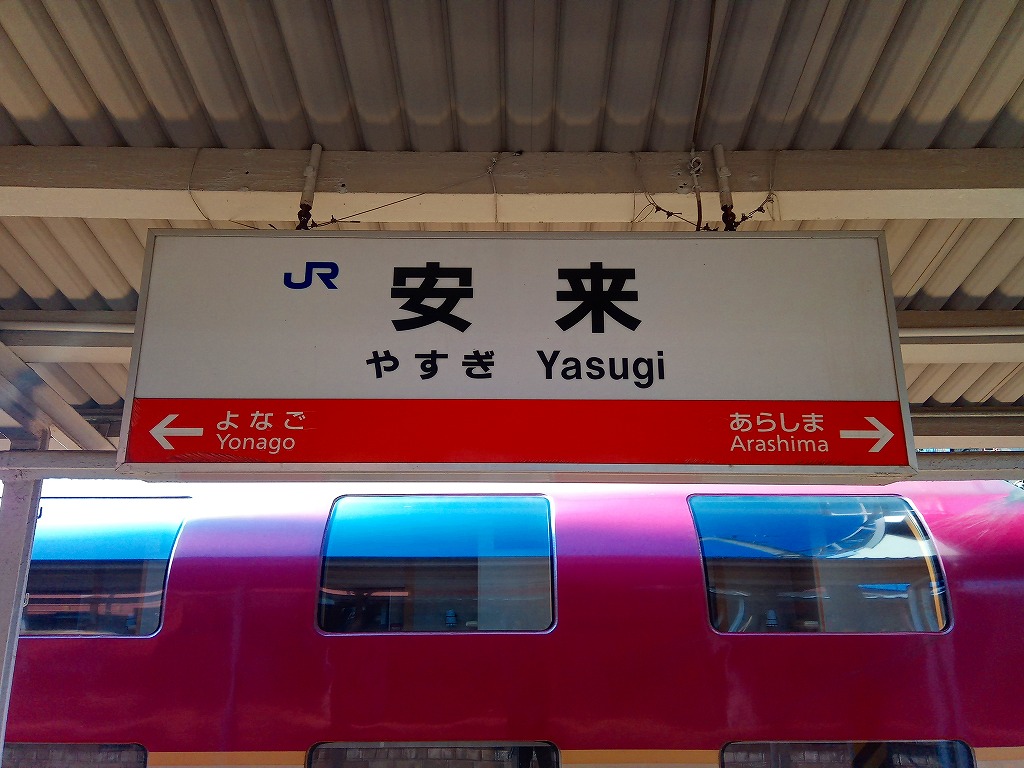 JR 安来
やすぎ Yasugi
← よなご
Yonago
あらしま →
Arashima